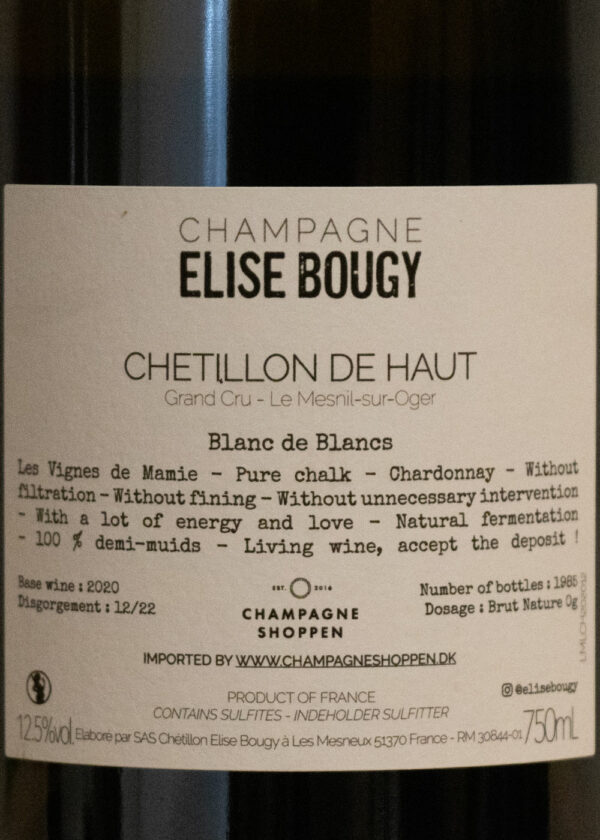 CHAMPAGNE
ELISE BOUGY
CHETILLON DE HAUT
Grand Cru - Le Mesnil-sur-Oger
Blanc de Blancs
Les Vignes de Mamie - Pure chalk - Chardonnay - Without
filtration - Without fining - Without unnecessary intervention
- With a lot of energy and love - Natural fermentation
- 100 % demi-muids - Living wine, accept the deposit !
Base wine : 2020
Disgorgement : 12/22
EST. 2016
CHAMPAGNE
SHOPPEN
Number of bottles : 1985
Dosage : Brut Nature 0g
IMPORTED BY WWW.CHAMPAGNESHOPPEN.DK
@elisebougy
PRODUCT OF FRANCE
CONTAINS SULFITES - INDEHOLDER SULFITTER
12.5%vol. Elaboré par SAS Chétillon Elise Bougy à Les Mesneux 51370 France - RM 30844-01 750mL